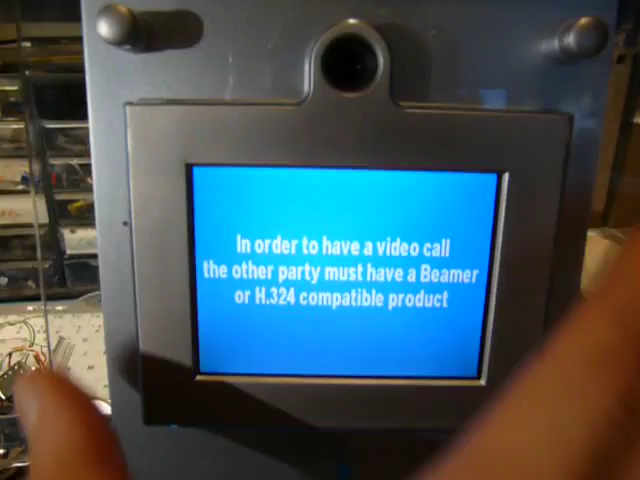 In order to have a video call
the other party must have a Beamer
or H.324 compatible product